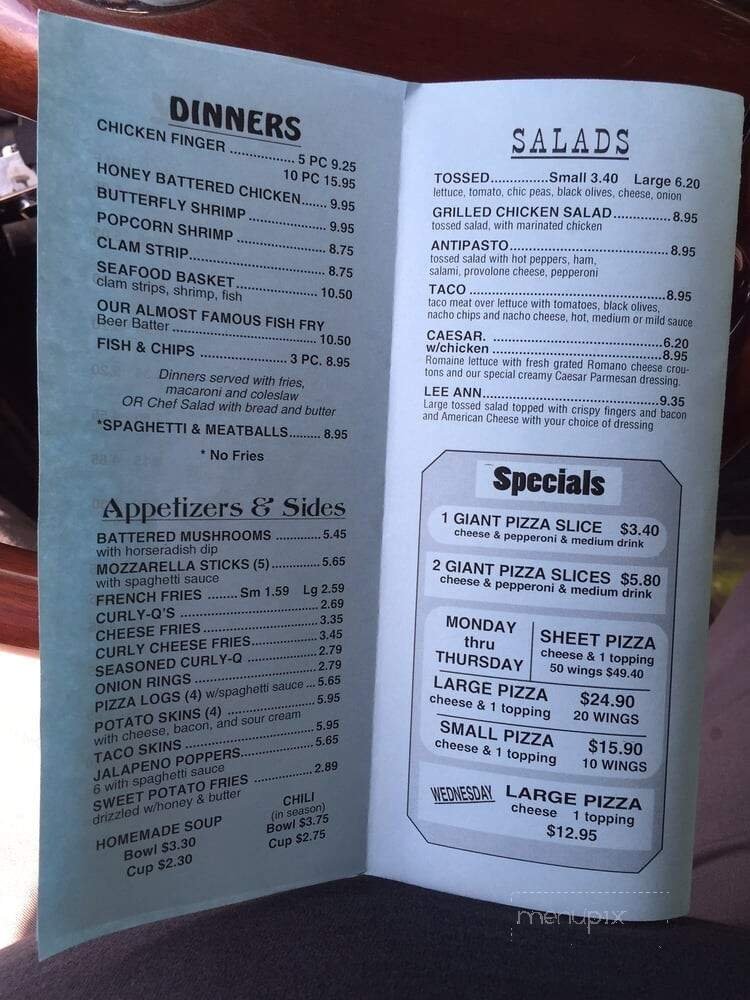 DINNERS
CHICKEN FINGER ................ 5 PC 9.25
10 PC 15.95
HONEY BATTERED CHICKEN...... 9.95
BUTTERFLY SHRIMP................... 9.95
POPCORN SHRIMP ..................... 8.75
CLAM STRIP................................ 8.75
SEAFOOD BASKET.................... 10.50
clam strips, shrimp, fish
OUR ALMOST FAMOUS FISH FRY
Beer Batter ................................... 10.50
FISH & CHIPS ..................... 3 PC. 8.95
Dinners served with fries,
macaroni and coleslaw
OR Chef Salad with bread and butter
*SPAGHETTI & MEATBALLS......... 8.95
* No Fries
Appetizers & Sides
BATTERED MUSHROOMS ........... 5.45
with horseradish dip
MOZZARELLA STICKS (5)............ 5.65
with spaghetti sauce
FRENCH FRIES ........ Sm 1.59 Lg 2.59
CURLY-Q'S .................................. 2.69
CHEESE FRIES........................... 3.35
CURLY CHEESE FRIES................ 3.45
SEASONED CURLY-Q ................. 2.79
ONION RINGS ............................ 2.79
PIZZA LOGS (4) w/spaghetti sauce ... 5.65
POTATO SKINS (4) ...................... 5.95
with cheese, bacon, and sour cream
TACO SKINS ............................... 5.95
JALAPENO POPPERS.................. 5.65
6 with spaghetti sauce
SWEET POTATO FRIES ............... 2.89
drizzled w/honey & butter
HOMEMADE SOUP
Bowl $3.30
Cup $2.30
CHILI
(in season)
Bowl $3.75
Cup $2.75
SALADS
TOSSED...............Small 3.40 Large 6.20
lettuce, tomato, chic peas, black olives, cheese, onion
GRILLED CHICKEN SALAD.............. 8.95
tossed salad, with marinated chicken
ANTIPASTO....................................... 8.95
tossed salad with hot peppers, ham,
salami, provolone cheese, pepperoni
TACO ................................................8.95
taco meat over lettuce with tomatoes, black olives,
nacho chips and nacho cheese, hot, medium or mild sauce
CAESAR. ..........................................6.20
w/chicken .........................................8.95
Romaine lettuce with fresh grated Romano cheese crou-
tons and our special creamy Caesar Parmesan dressing.
LEE ANN...........................................9.35
Large tossed salad topped with crispy fingers and bacon
and American Cheese with your choice of dressing
Specials
1 GIANT PIZZA SLICE $3.40
cheese & pepperoni & medium drink
2 GIANT PIZZA SLICES $5.80
cheese & pepperoni & medium drink
MONDAY
thru
THURSDAY
SHEET PIZZA
cheese & 1 topping
50 wings $49.40
LARGE PIZZA $24.90
cheese & 1 topping 20 WINGS
SMALL PIZZA $15.90
cheese & 1 topping 10 WINGS
WEDNESDAY LARGE PIZZA
cheese 1 topping
$12.95
menupix